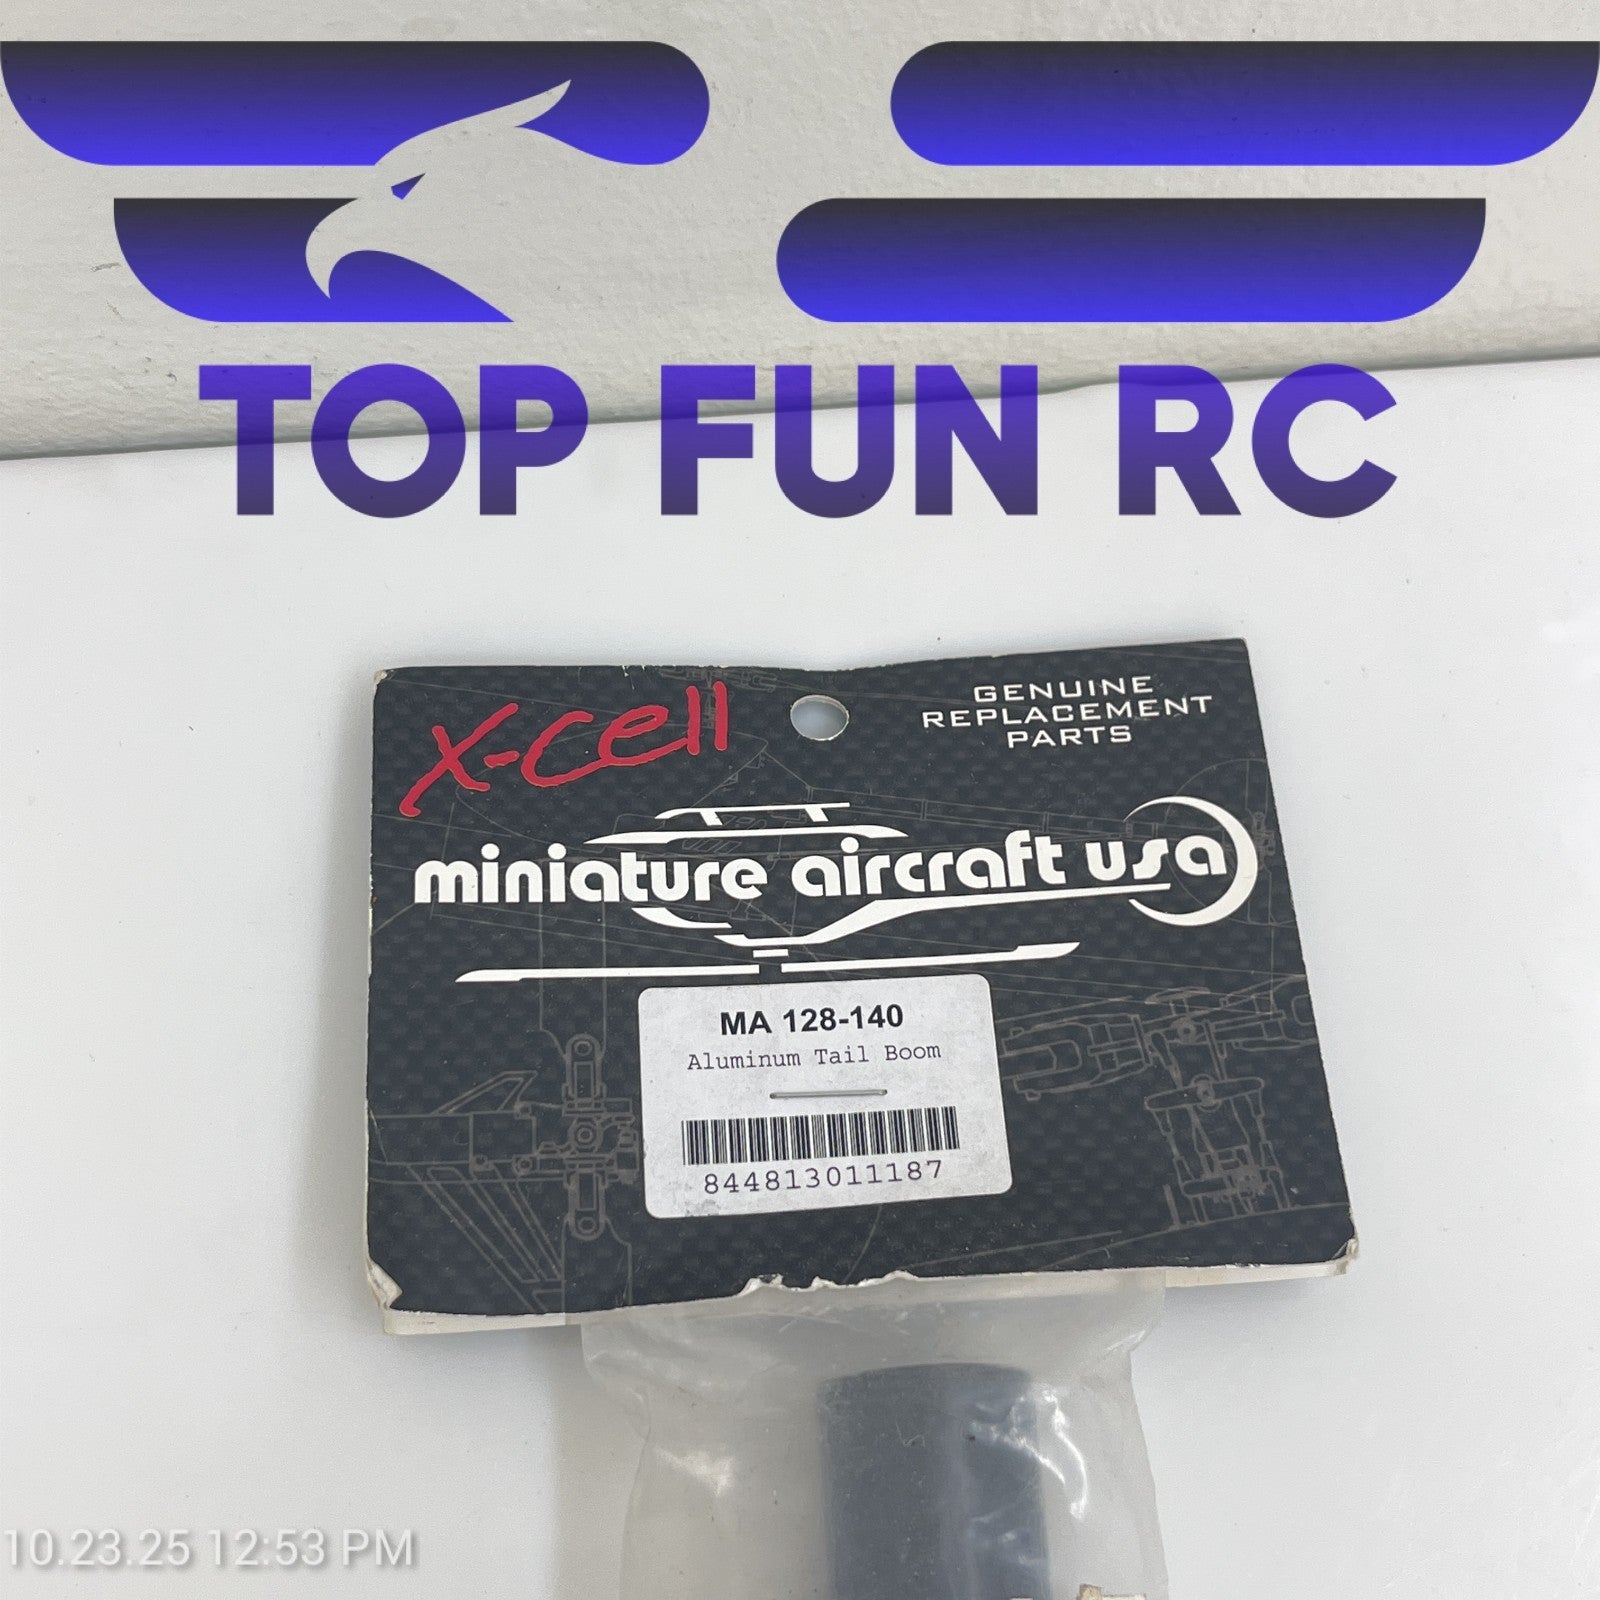 TOP FUN RC
x-cell
GENUINE
REPLACEMENT
PARTS
miniature aircraft usa
MA 128-140
Aluminum Tail Boom
844813011187
10.23.25 12:53 PM